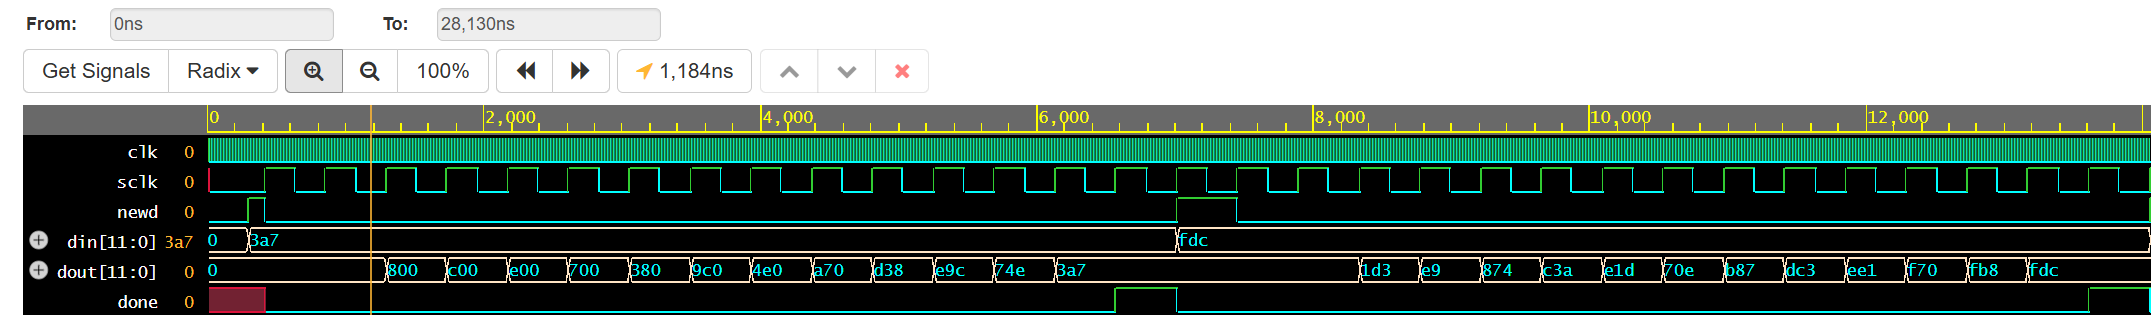 From: 0ns To: 28,130ns
Get Signals Radix 100% 1,184ns
0 2,000 4,000 6,000 8,000 10,000 12,000
clk 0
sclk 0
newd 0
din[11:0] 3a7 0 3a7 fdc
dout[11:0] 0 0 800 c00 e00 700 380 9c0 4e0 a70 d38 e9c 74e 3a7 1d3 e9 874 c3a e1d 70e b87 dc3 ee1 f70 fb8 fdc
done 0